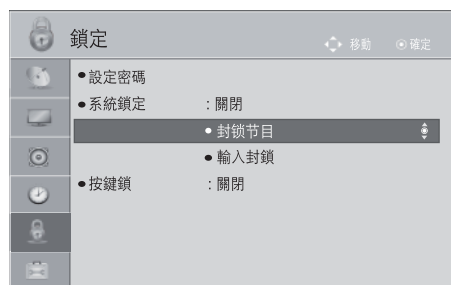 鎖定
移動 ⊙確定
●設定密碼
●系統鎖定 : 關閉
●封锁节目
●輸入封鎖
●按鍵鎖 : 關閉